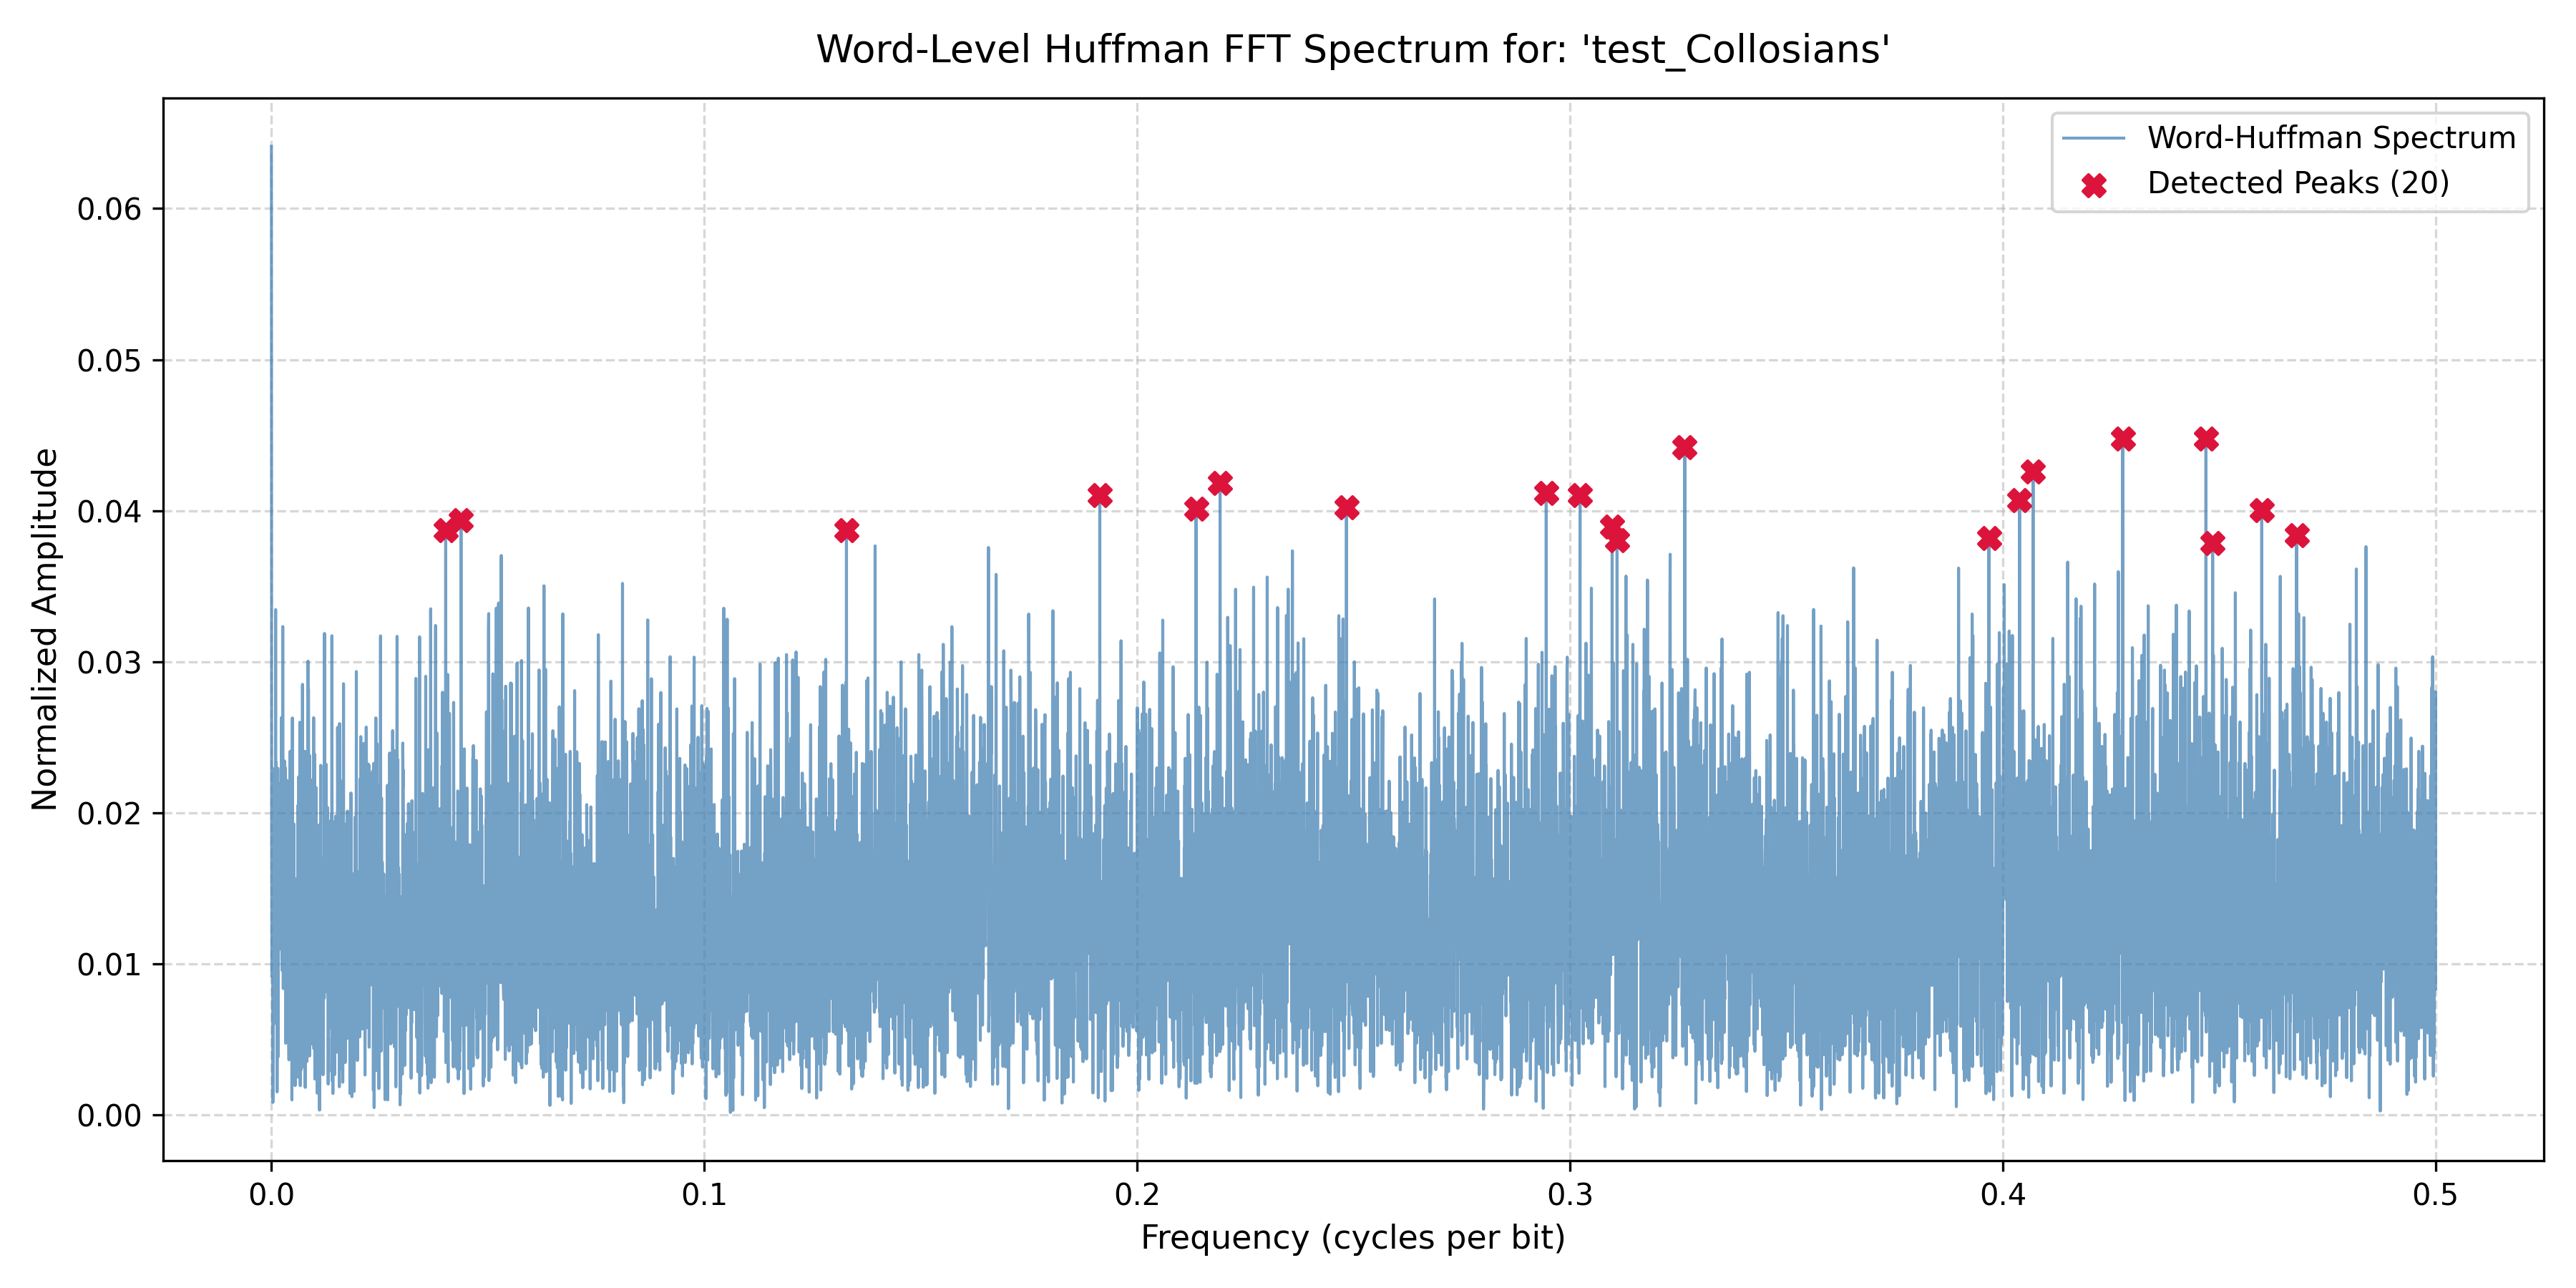 Word-Level Huffman FFT Spectrum for: 'test_Collosians'
Word-Huffman Spectrum
Detected Peaks (20)
Normalized Amplitude
0.06
0.05
0.04
0.03
0.02
0.01
0.00
0.0 0.1 0.2 0.3 0.4 0.5
Frequency (cycles per bit)